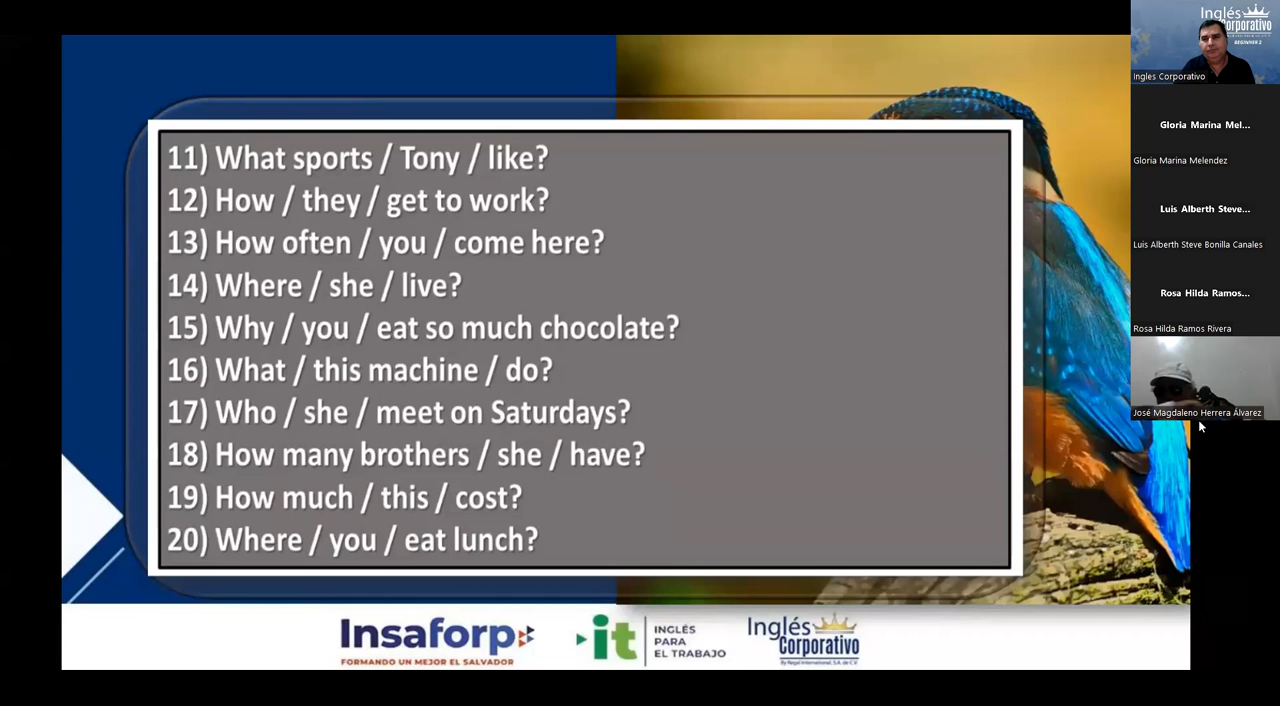 11) What sports / Tony / like?
12) How / they / get to work?
13) How often / you / come here?
14) Where / she / live?
15) Why / you / eat so much chocolate?
16) What / this machine / do?
17) Who / she / meet on Saturdays?
18) How many brothers / she / have?
19) How much / this / cost?
20) Where / you / eat lunch?
Insaforp
FORMANDO UN MEJOR EL SALVADOR
it
INGLÉS
PARA
EL TRABAJO
Inglés
Corporativo
By Regal International, S.A. de C.V.
Inglés
Corporativo
BEGINNER 2
Ingles Corporativo
Gloria Marina Mel...
Gloria Marina Melendez
Luis Alberth Steve...
Luis Alberth Steve Bonilla Canales
Rosa Hilda Ramos...
Rosa Hilda Ramos Rivera
José Magdaleno Herrera Álvarez